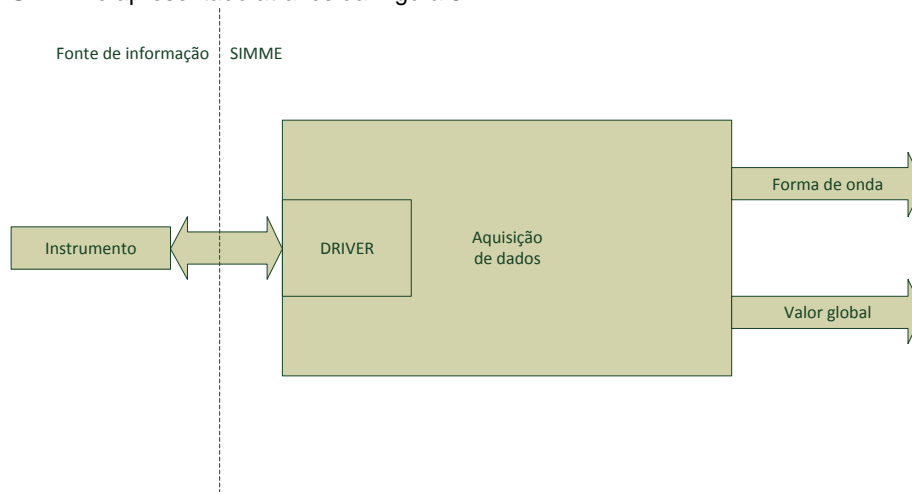 Fonte de informação
SIMME
Forma de onda
Instrumento
DRIVER
Aquisição
de dados
Valor global